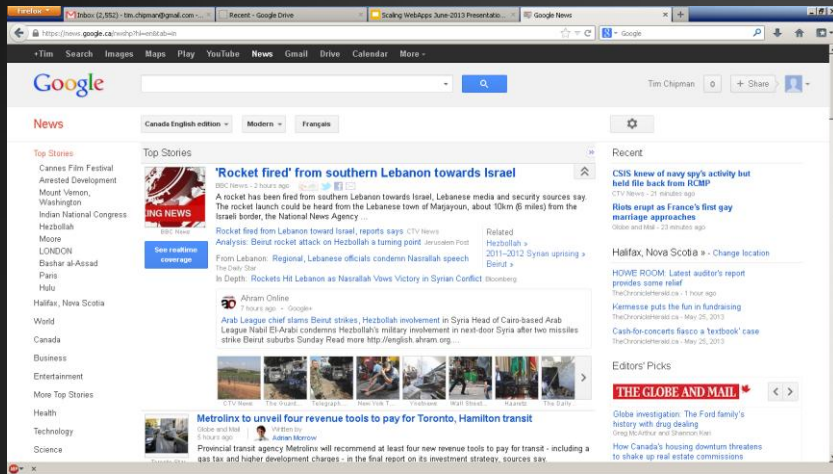 Firefox
Inbox (2,552) - tim.chipman@gmail.com -...
Recent - Google Drive
Scaling WebApps June-2013 Presentatio...
Google News
https://news.google.ca/nwshp?hl=en&tab=in
Google
+Tim Search Images Maps Play YouTube News Gmail Drive Calendar More
Google
Tim Chipman 0 + Share
News
Canada English edition Modern Français
Top Stories
Cannes Film Festival
Arrested Development
Mount Vernon,
Washington
Indian National Congress
Hezbollah
Moore
LONDON
Bashar al-Assad
Paris
Hulu
Halifax, Nova Scotia
World
Canada
Business
Entertainment
More Top Stories
Health
Technology
Science
Top Stories
KING NEWS
BBC News
See realtime
coverage
'Rocket fired' from southern Lebanon towards Israel
BBC News - 2 hours ago
A rocket has been fired from southern Lebanon towards Israel, Lebanese media and security sources say.
The rocket launch could be heard from the Lebanese town of Marjayoun, about 10km (6 miles) from the
Israeli border, the National News Agency ...
Rocket fired from Lebanon toward Israel, reports says CTV News
Analysis: Beirut rocket attack on Hezbollah a turning point Jerusalem Post
From Lebanon: Regional, Lebanese officials condemn Nasrallah speech
The Daily Star
In Depth: Rockets Hit Lebanon as Nasrallah Vows Victory in Syrian Conflict Bloomberg
Related
Hezbollah »
2011–2012 Syrian uprising »
Beirut »
Ahram Online
7 hours ago - Google+
Arab League chief slams Beirut strikes, Hezbollah involvement in Syria Head of Cairo-based Arab
League Nabil El-Arabi condemns Hezbollah's military involvement in next-door Syria after two missiles
strike Beirut suburbs Sunday Read more http://english.ahram.org....
CTV News The Guard... Telegraph... New York T... Ynetnews Wall Street... Haaretz The Daily
Metrolinx to unveil four revenue tools to pay for Toronto, Hamilton transit
Globe and Mail
5 hours ago
Written by
Adrian Morrow
Provincial transit agency Metrolinx will recommend at least four new revenue tools to pay for transit - including a
gas tax and higher development charges - in the final report on its investment strategy, sources say.
Recent
CSIS knew of navy spy's activity but
held file back from RCMP
CTV News - 21 minutes ago
Riots erupt as France's first gay
marriage approaches
Globe and Mail - 23 minutes ago
Halifax, Nova Scotia » - Change location
HOWE ROOM: Latest auditor's report
provides some relief
TheChronicleHerald.ca - 1 hour ago
Kermesse puts the fun in fundraising
TheChronicleHerald.ca - May 25, 2013
Cash-for-concerts fiasco a 'textbook' case
TheChronicleHerald.ca - May 25, 2013
Editors' Picks
THE GLOBE AND MAIL
Globe investigation: The Ford family's
history with drug dealing
Greg McArthur and Shannon Kari
How Canada's housing downturn threatens
to shake up real estate commissions